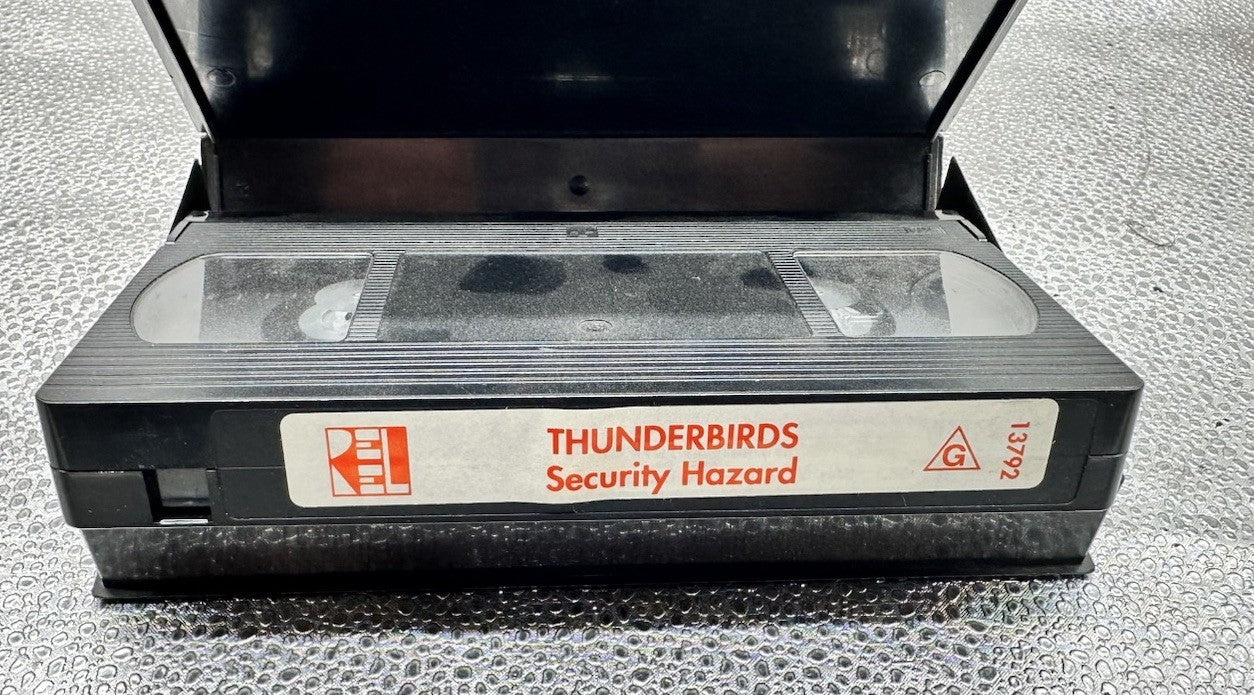 REEL
THUNDERBIRDS
Security Hazard
G
13792